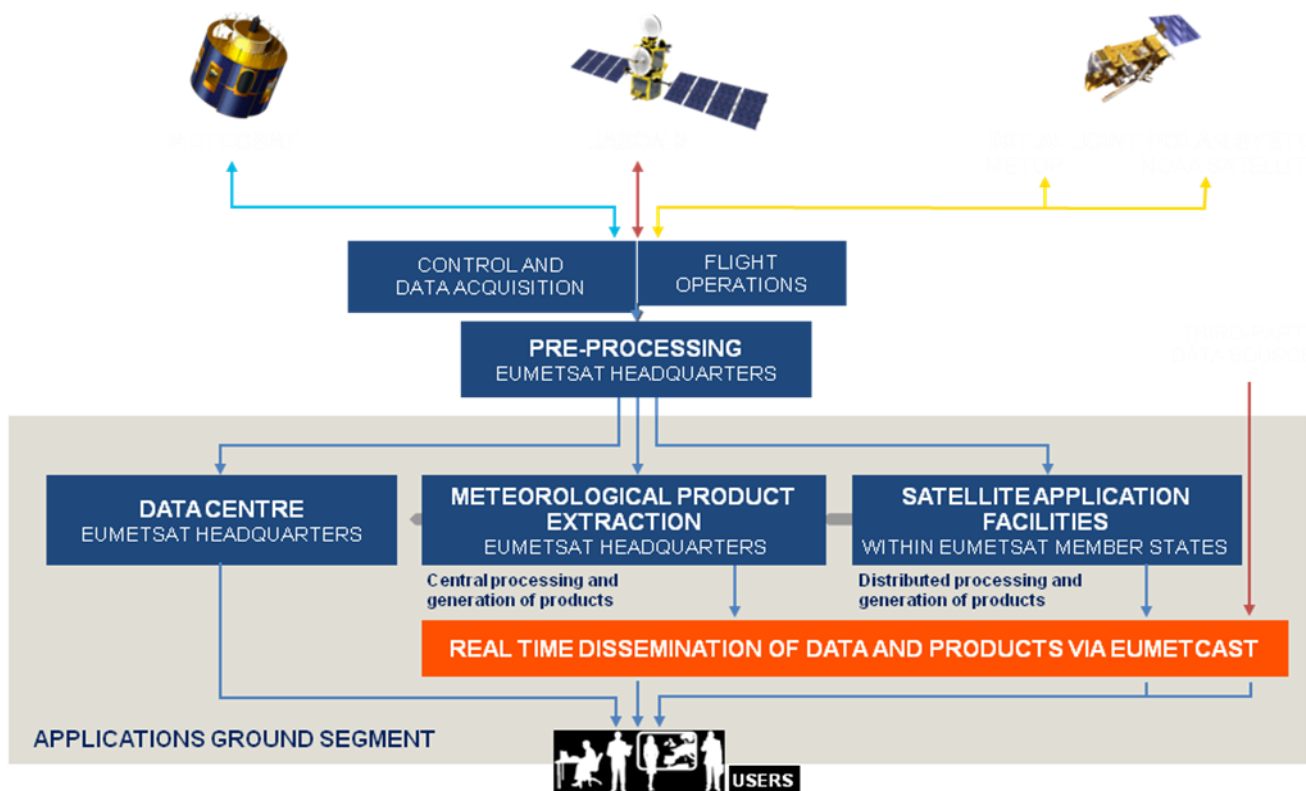 CONTROL AND
DATA ACQUISITION
FLIGHT
OPERATIONS
PRE-PROCESSING
EUMETSAT HEADQUARTERS
DATA CENTRE
EUMETSAT HEADQUARTERS
METEOROLOGICAL PRODUCT
EXTRACTION
EUMETSAT HEADQUARTERS
SATELLITE APPLICATION
FACILITIES
WITHIN EUMETSAT MEMBER STATES
Central processing and
generation of products
Distributed processing and
generation of products
REAL TIME DISSEMINATION OF DATA AND PRODUCTS VIA EUMETCAST
APPLICATIONS GROUND SEGMENT
USERS